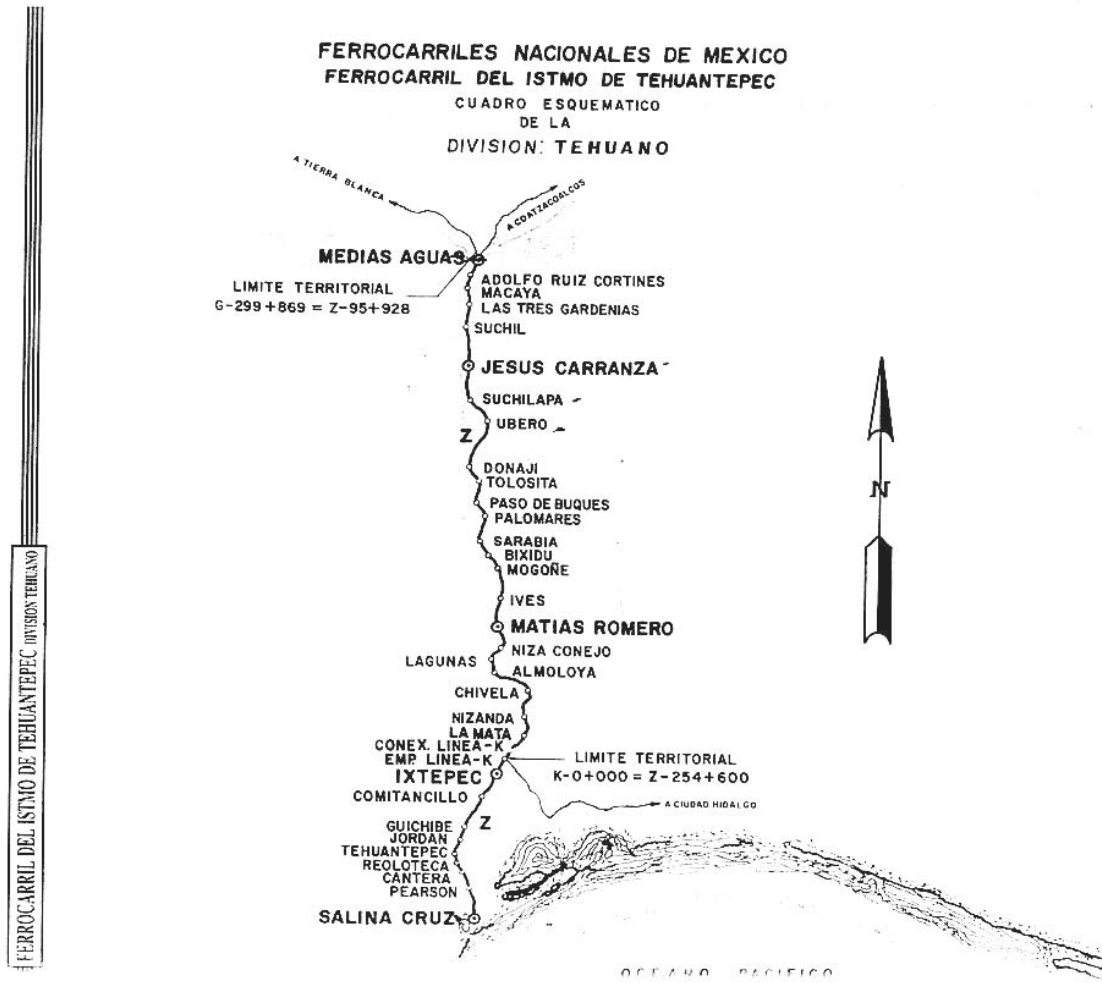 FERROCARRILES NACIONALES DE MEXICO
FERROCARRIL DEL ISTMO DE TEHUANTEPEC
CUADRO ESQUEMATICO
DE LA
DIVISION: TEHUANO
A TIERRA BLANCA
A COATZACOALCOS
MEDIAS AGUAS
LIMITE TERRITORIAL
G-299+869 = Z-95+928
ADOLFO RUIZ CORTINES
MACAYA
LAS TRES GARDENIAS
SUCHIL
JESUS CARRANZA
SUCHILAPA
UBERO
Z
DONAJI
TOLOSITA
PASO DE BUQUES
PALOMARES
SARABIA
BIXIDU
MOGOÑE
IVES
MATIAS ROMERO
NIZA CONEJO
LAGUNAS
ALMOLOYA
CHIVELA
NIZANDA
LA MATA
CONEX. LINEA-K
EMP. LINEA-K
LIMITE TERRITORIAL
K-0+000 = Z-254+600
IXTEPEC
COMITANCILLO
A CIUDAD HIDALGO
GUICHIBE
Z
JORDAN
TEHUANTEPEC
REOLOTECA
CANTERA
PEARSON
SALINA CRUZ
OCEANO PACIFICO
N
FERROCARRIL DEL ISTMO DE TEHUANTEPEC DIVISION TEHUANO